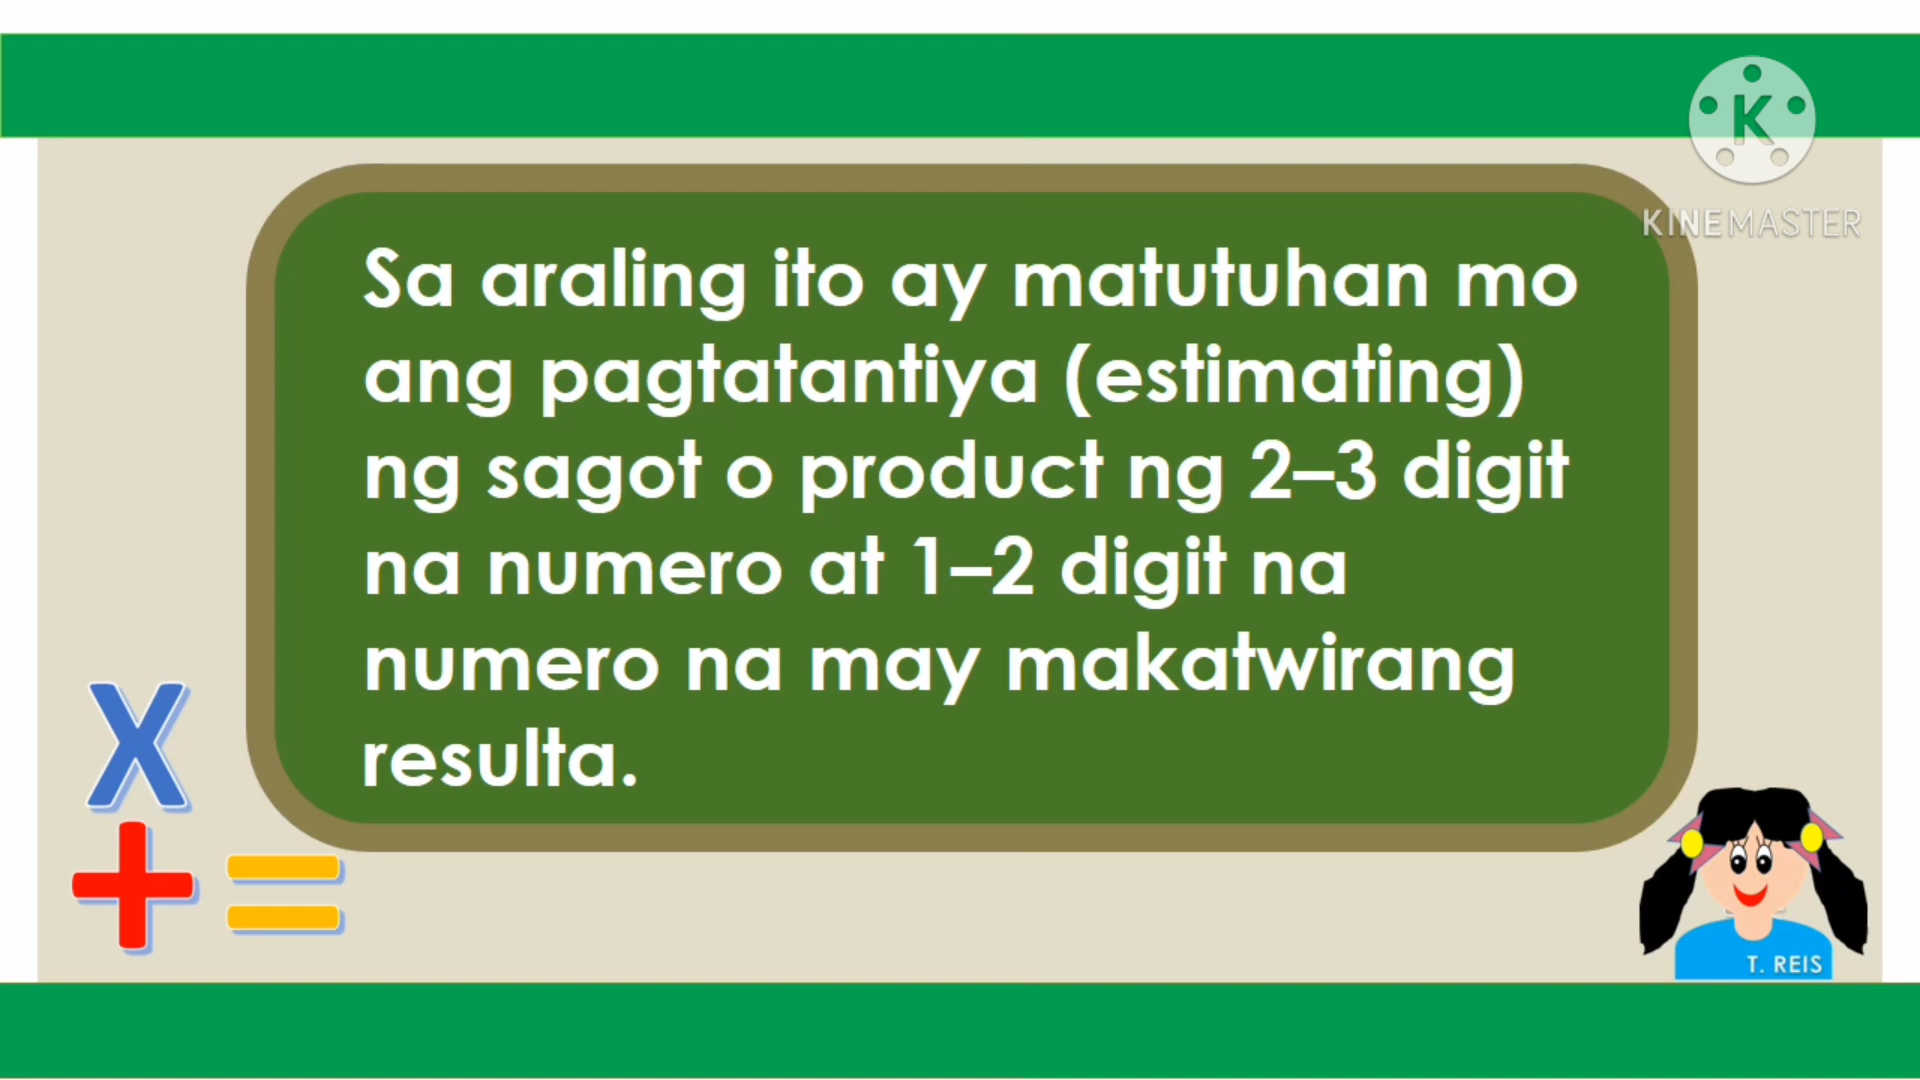 K
KINEMASTER
Sa araling ito ay matutuhan mo
ang pagtatantiya (estimating)
ng sagot o product ng 2–3 digit
na numero at 1–2 digit na
numero na may makatwirang
resulta.
X
+ =
T. REIS